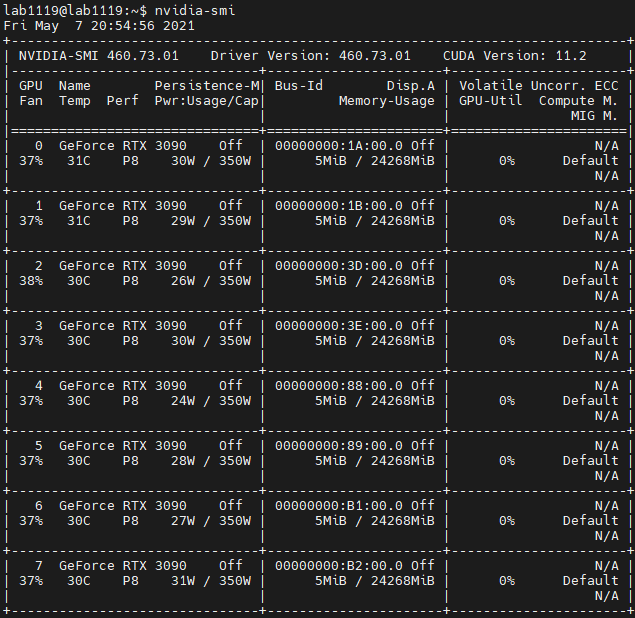 lab1119@lab1119:~$ nvidia-smi
Fri May  7 20:54:56 2021
+-----------------------------------------------------------------------------+
| NVIDIA-SMI 460.73.01    Driver Version: 460.73.01    CUDA Version: 11.2     |
|-------------------------------+----------------------+----------------------+
| GPU  Name        Persistence-M| Bus-Id        Disp.A | Volatile Uncorr. ECC |
| Fan  Temp  Perf  Pwr:Usage/Cap|         Memory-Usage | GPU-Util  Compute M. |
|                               |                      |               MIG M. |
|===============================+======================+======================|
|   0  GeForce RTX 3090    Off  | 00000000:1A:00.0 Off |                  N/A |
| 37%   31C    P8    30W / 350W |      5MiB / 24268MiB |      0%      Default |
|                               |                      |                  N/A |
+-------------------------------+----------------------+----------------------+
|   1  GeForce RTX 3090    Off  | 00000000:1B:00.0 Off |                  N/A |
| 37%   31C    P8    29W / 350W |      5MiB / 24268MiB |      0%      Default |
|                               |                      |                  N/A |
+-------------------------------+----------------------+----------------------+
|   2  GeForce RTX 3090    Off  | 00000000:3D:00.0 Off |                  N/A |
| 38%   30C    P8    26W / 350W |      5MiB / 24268MiB |      0%      Default |
|                               |                      |                  N/A |
+-------------------------------+----------------------+----------------------+
|   3  GeForce RTX 3090    Off  | 00000000:3E:00.0 Off |                  N/A |
| 37%   30C    P8    30W / 350W |      5MiB / 24268MiB |      0%      Default |
|                               |                      |                  N/A |
+-------------------------------+----------------------+----------------------+
|   4  GeForce RTX 3090    Off  | 00000000:88:00.0 Off |                  N/A |
| 37%   30C    P8    24W / 350W |      5MiB / 24268MiB |      0%      Default |
|                               |                      |                  N/A |
+-------------------------------+----------------------+----------------------+
|   5  GeForce RTX 3090    Off  | 00000000:89:00.0 Off |                  N/A |
| 37%   30C    P8    28W / 350W |      5MiB / 24268MiB |      0%      Default |
|                               |                      |                  N/A |
+-------------------------------+----------------------+----------------------+
|   6  GeForce RTX 3090    Off  | 00000000:B1:00.0 Off |                  N/A |
| 37%   30C    P8    27W / 350W |      5MiB / 24268MiB |      0%      Default |
|                               |                      |                  N/A |
+-------------------------------+----------------------+----------------------+
|   7  GeForce RTX 3090    Off  | 00000000:B2:00.0 Off |                  N/A |
| 37%   30C    P8    31W / 350W |      5MiB / 24268MiB |      0%      Default |
|                               |                      |                  N/A |
+-------------------------------+----------------------+----------------------+